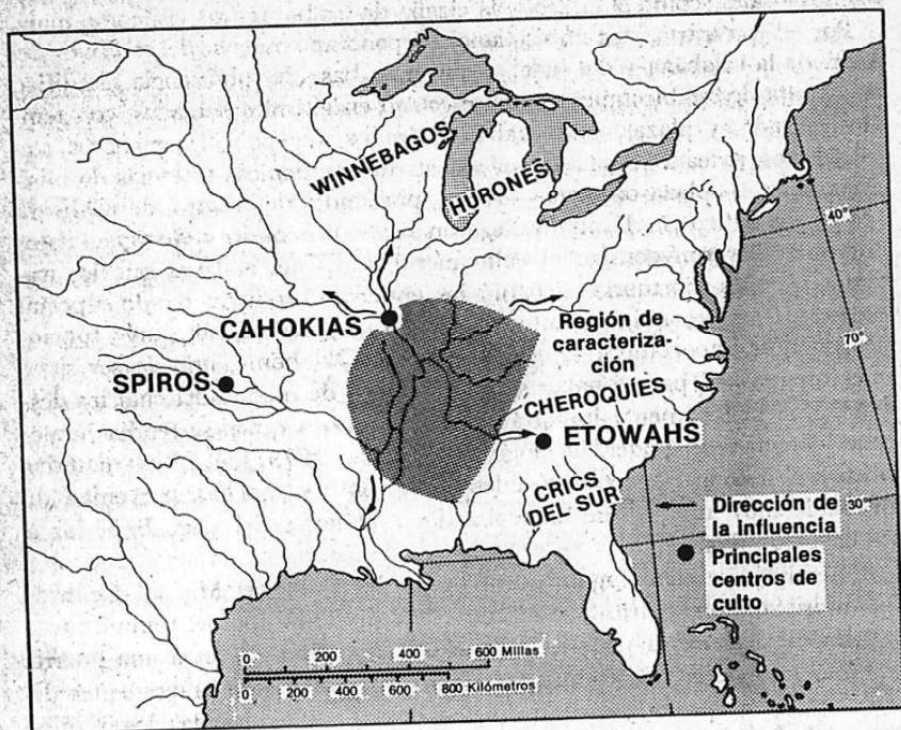 WINNEBAGOS
HURONES
40°
CAHOKIAS
Región de
caracteriza-
ción
70°
SPIROS
CHEROQUÍES
ETOWAHS
CRICS
DEL SUR
Dirección de
la influencia
30°
Principales
centros de
culto
0 200 400 600 Millas
0 200 400 600 800 Kilómetros